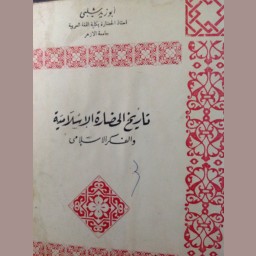 أبو زيد شلبي
أستاذ الحضارة بكلية اللغة العربية
جامعة الأزهر
تاريخ الحضارة الإسلامية
والفكر الإسلامي